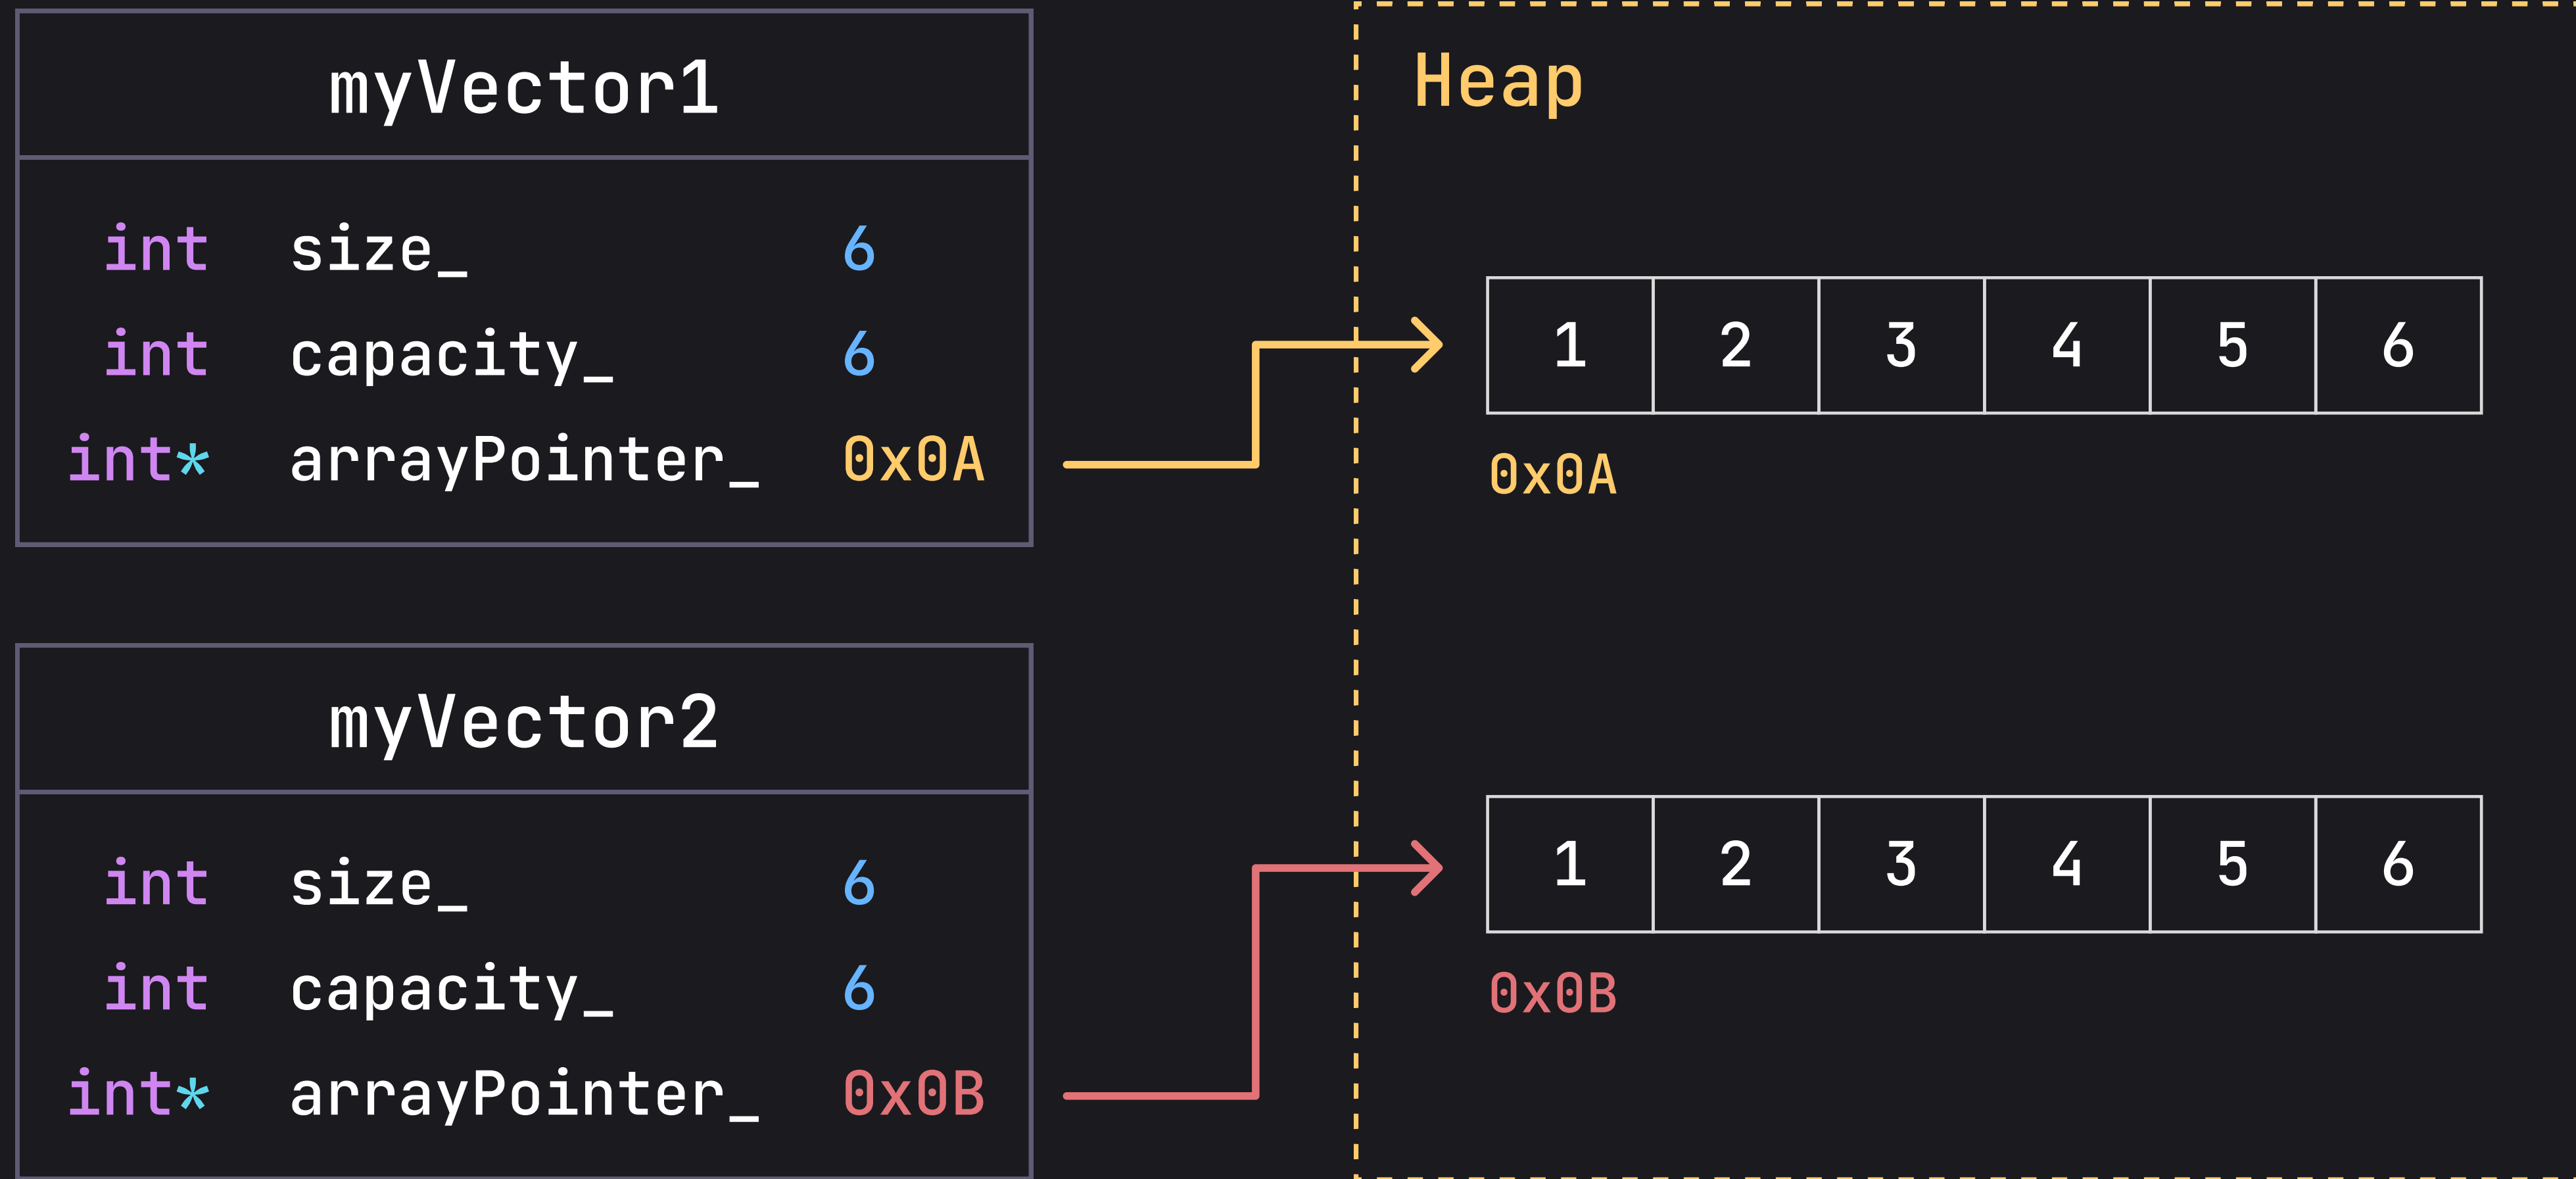 myVector1
int size_ 6
int capacity_ 6
int* arrayPointer_ 0x0A
Heap
1 2 3 4 5 6
0x0A
myVector2
int size_ 6
int capacity_ 6
int* arrayPointer_ 0x0B
1 2 3 4 5 6
0x0B